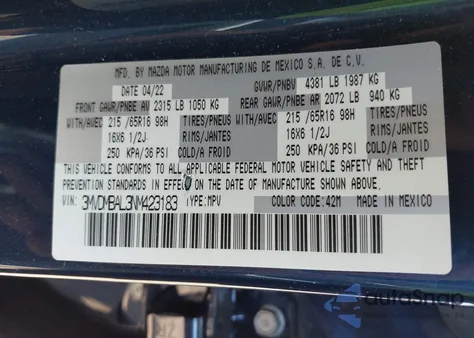 MFD. BY MAZDA MOTOR MANUFACTURING DE MEXICO S.A. DE C.V.
DATE 04/22 GVWR/PNBV 4381 LB 1987 KG
FRONT GAWR/PNBE AV 2315 LB 1050 KG REAR GAWR/PNBE AR 2072 LB 940 KG
WITH/AVEC 215 /65R16 98H TIRES/PNEUS WITH/AVEC 215 /65R16 98H TIRES/PNEUS
16X6 1/2J RIMS/JANTES 16X6 1/2J RIMS/JANTES
250 KPA/36 PSI COLD/A FROID 250 KPA/36 PSI COLD/A FROID
THIS VEHICLE CONFORMS TO ALL APPLICABLE FEDERAL MOTOR VEHICLE SAFETY AND THEFT
PREVENTION STANDARDS IN EFFECT ON THE DATE OF MANUFACTURE SHOWN ABOVE.
VIN: 3MVDMBAL3NM423183 TYPE:MPV COLOR CODE:42M
AutoSnap